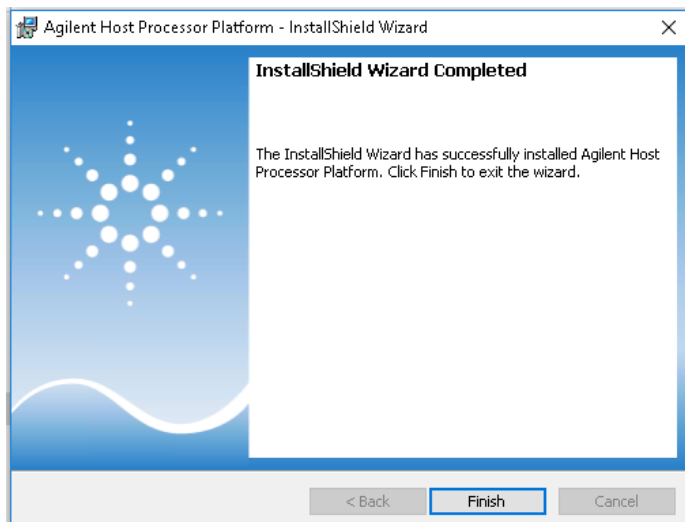 Agilent Host Processor Platform - InstallShield Wizard
InstallShield Wizard Completed
The InstallShield Wizard has successfully installed Agilent Host
Processor Platform. Click Finish to exit the wizard.
< Back
Finish
Cancel